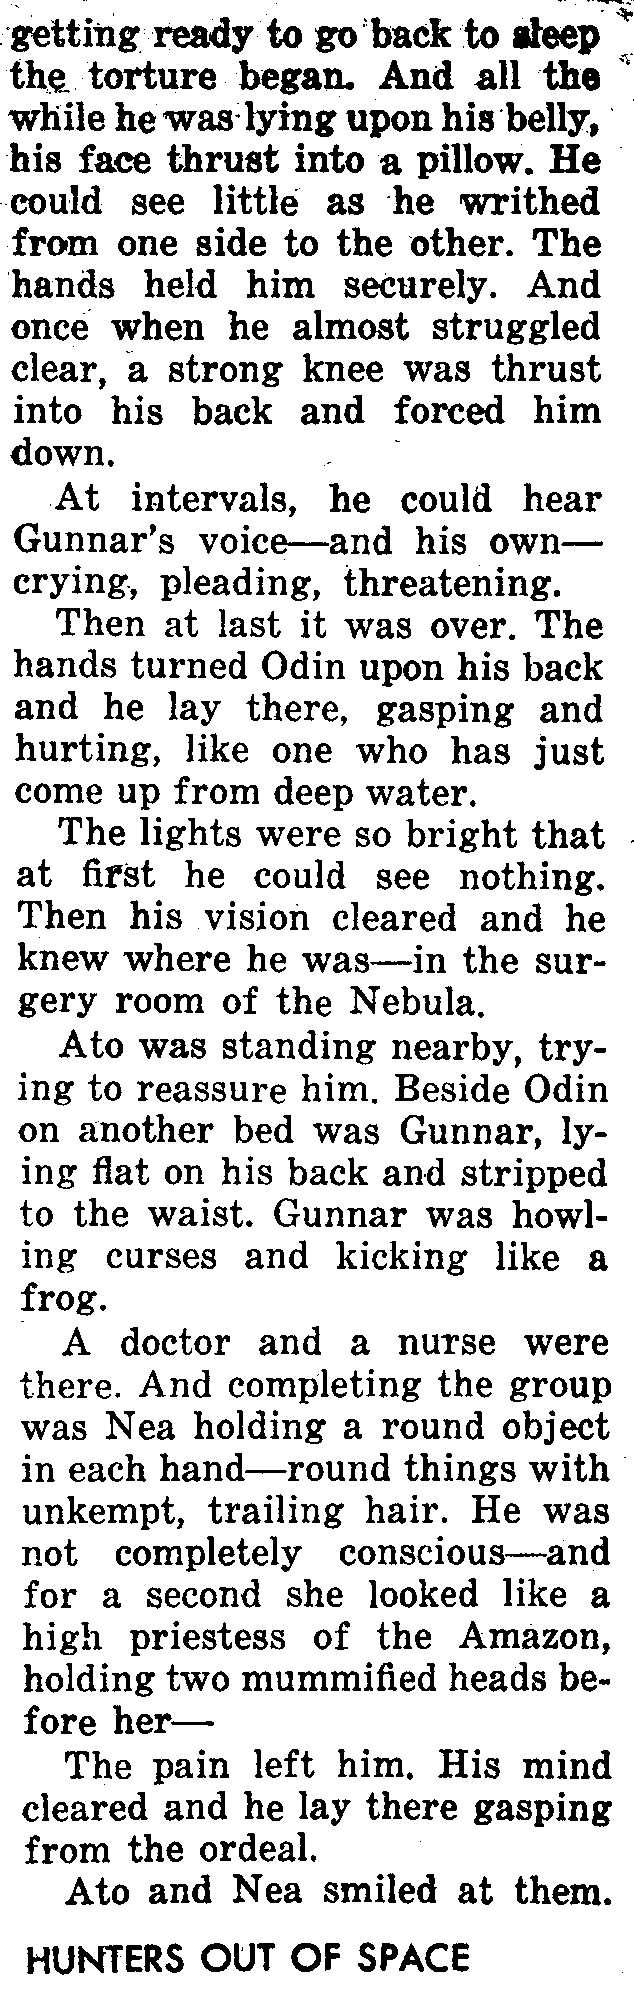 getting ready to go back to sleep
the torture began. And all the
while he was lying upon his belly,
his face thrust into a pillow. He
could see little as he writhed
from one side to the other. The
hands held him securely. And
once when he almost struggled
clear, a strong knee was thrust
into his back and forced him
down.
At intervals, he could hear
Gunnar's voice—and his own—
crying, pleading, threatening.
Then at last it was over. The
hands turned Odin upon his back
and he lay there, gasping and
hurting, like one who has just
come up from deep water.
The lights were so bright that
at first he could see nothing.
Then his vision cleared and he
knew where he was—in the sur-
gery room of the Nebula.
Ato was standing nearby, try-
ing to reassure him. Beside Odin
on another bed was Gunnar, ly-
ing flat on his back and stripped
to the waist. Gunnar was howl-
ing curses and kicking like a
frog.
A doctor and a nurse were
there. And completing the group
was Nea holding a round object
in each hand—round things with
unkempt, trailing hair. He was
not completely conscious—and
for a second she looked like a
high priestess of the Amazon,
holding two mummified heads be-
fore her—
The pain left him. His mind
cleared and he lay there gasping
from the ordeal.
Ato and Nea smiled at them.
HUNTERS OUT OF SPACE